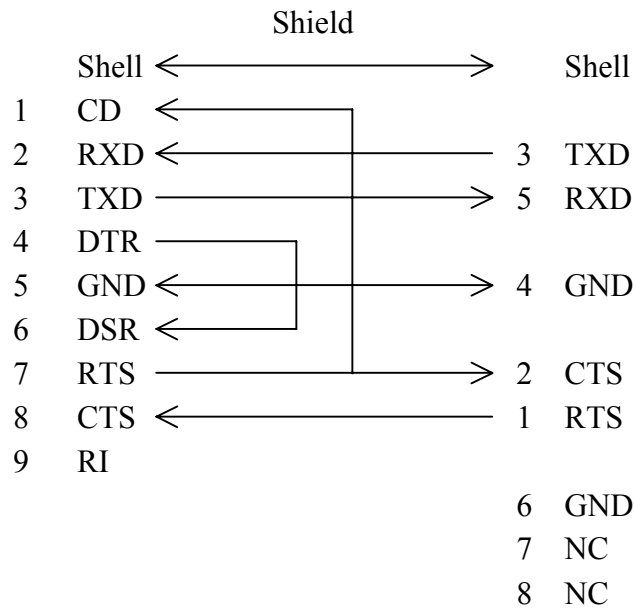 Shield
Shell Shell
1 CD
2 RXD 3 TXD
3 TXD 5 RXD
4 DTR
5 GND 4 GND
6 DSR
7 RTS 2 CTS
8 CTS 1 RTS
9 RI
6 GND
7 NC
8 NC